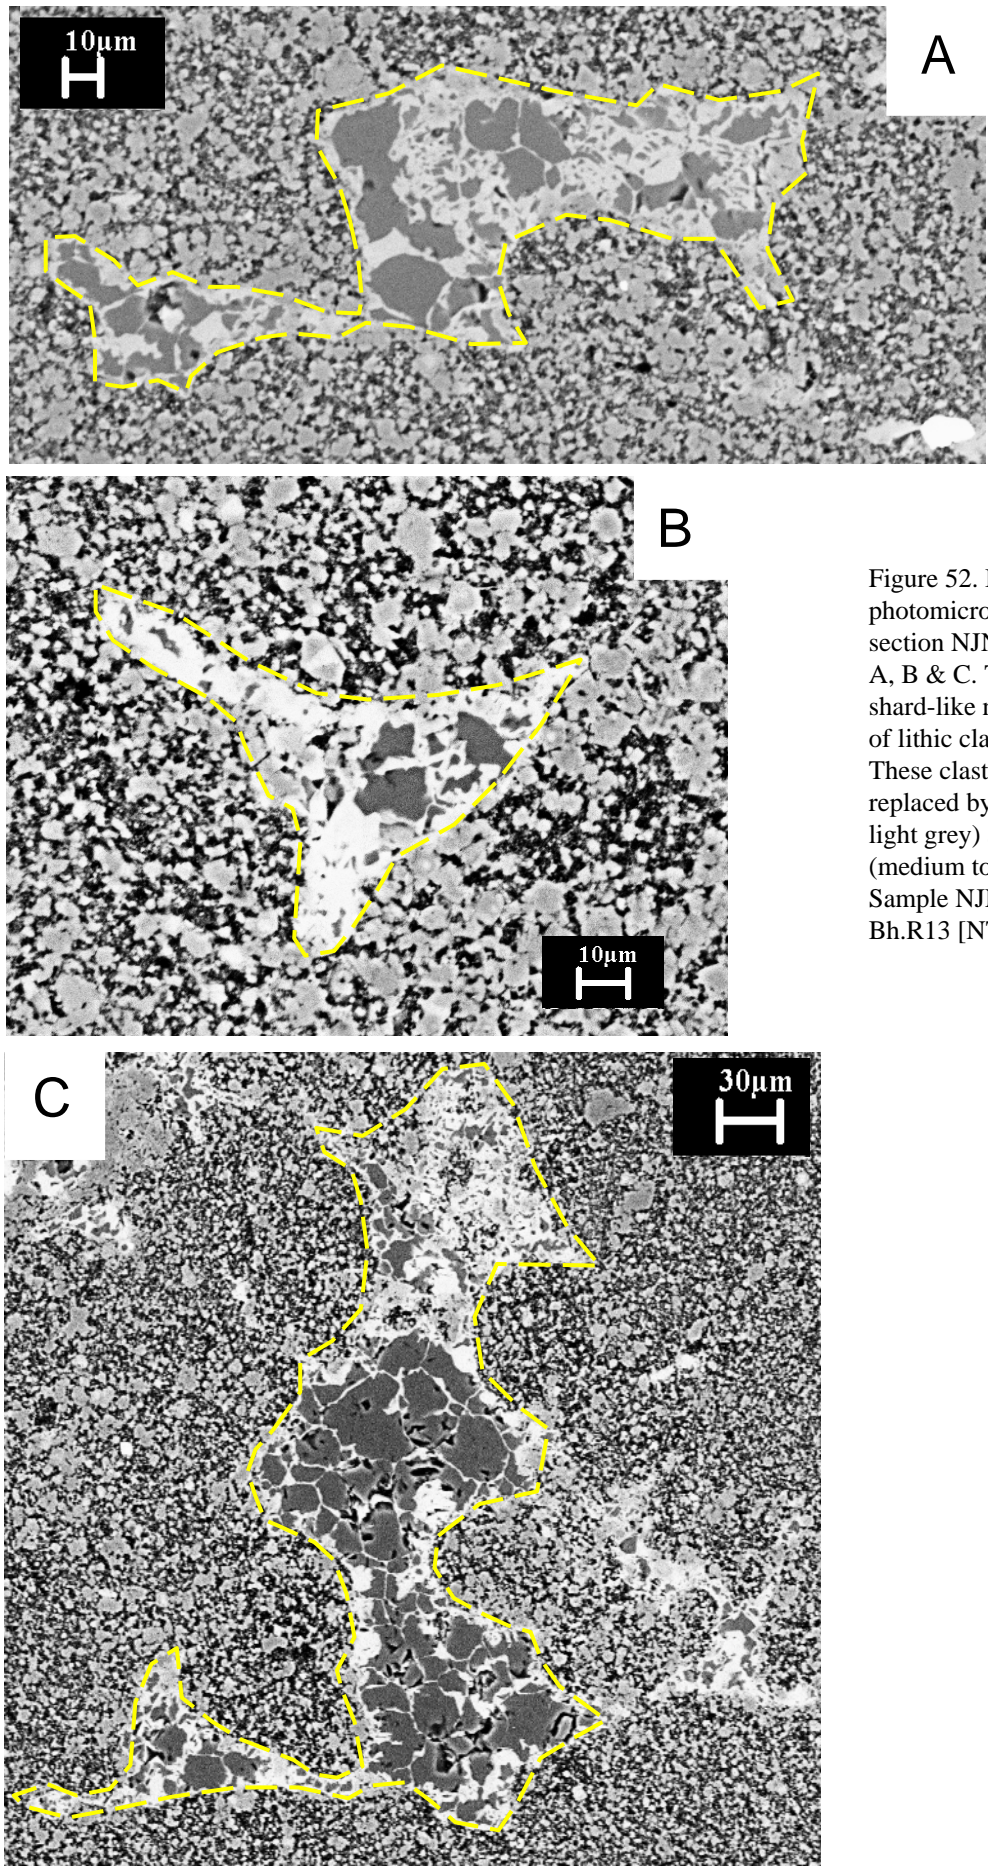 10µm
A
B
10µm
Figure 52.
photomicro
section NJN
A, B & C. T
shard-like
of lithic cla
These clast
replaced by
light grey)
(medium to
Sample
Bh.R13 [N
C
30µm